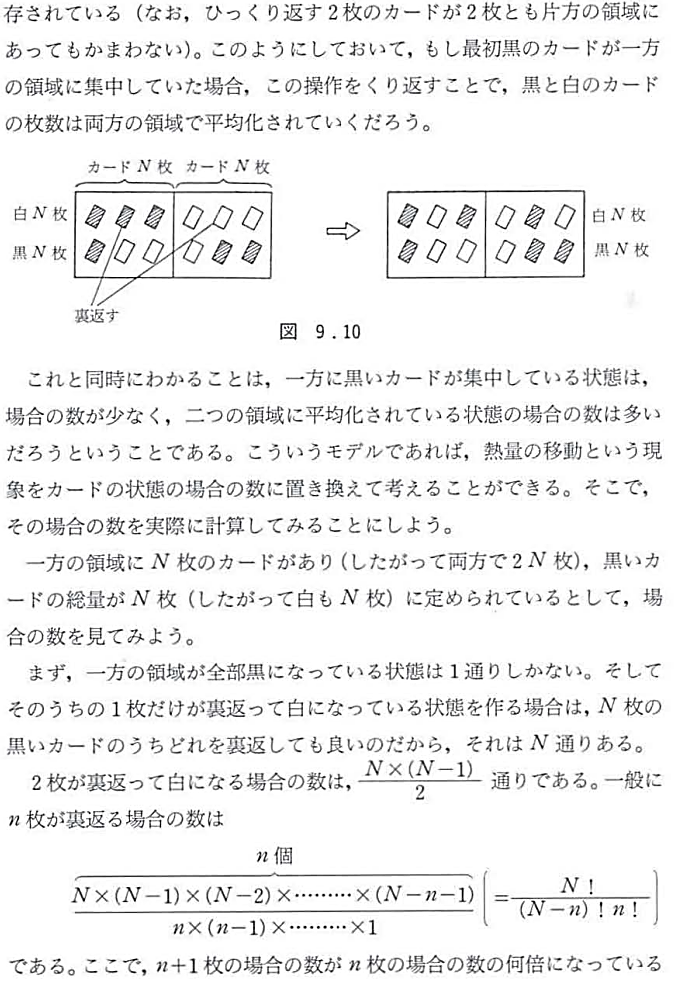 存されている（なお，ひっくり返す2枚のカードが2枚とも片方の領域に
あってもかまわない）。このようにしておいて，もし最初黒のカードが一方
の領域に集中していた場合，この操作をくり返すことで，黒と白のカード
の枚数は両方の領域で平均化されていくだろう。
カード N 枚 カード N 枚
白 N 枚
黒 N 枚
裏返す
白 N 枚
黒 N 枚
図 9.10
これと同時にわかることは，一方に黒いカードが集中している状態は，
場合の数が少なく，二つの領域に平均化されている状態の場合の数は多い
だろうということである。こういうモデルであれば，熱量の移動という現
象をカードの状態の場合の数に置き換えて考えることができる。そこで，
その場合の数を実際に計算してみることにしよう。
一方の領域に N 枚のカードがあり（したがって両方で 2 N 枚），黒いカ
ードの総量が N 枚（したがって白も N 枚）に定められているとして，場
合の数を見てみよう。
まず，一方の領域が全部黒になっている状態は1通りしかない。そして
そのうちの1枚だけが裏返って白になっている状態を作る場合は，N 枚の
黒いカードのうちどれを裏返しても良いのだから，それは N 通りある。
2枚が裏返って白になる場合の数は，N×(N−1)/2 通りである。一般に
n 枚が裏返る場合の数は
n 個
N×(N−1)×(N−2)×………×(N−n−1)/n×(n−1)×………×1 (=N！/(N−n)！n！)
である。ここで，n+1 枚の場合の数が n 枚の場合の数の何倍になっている